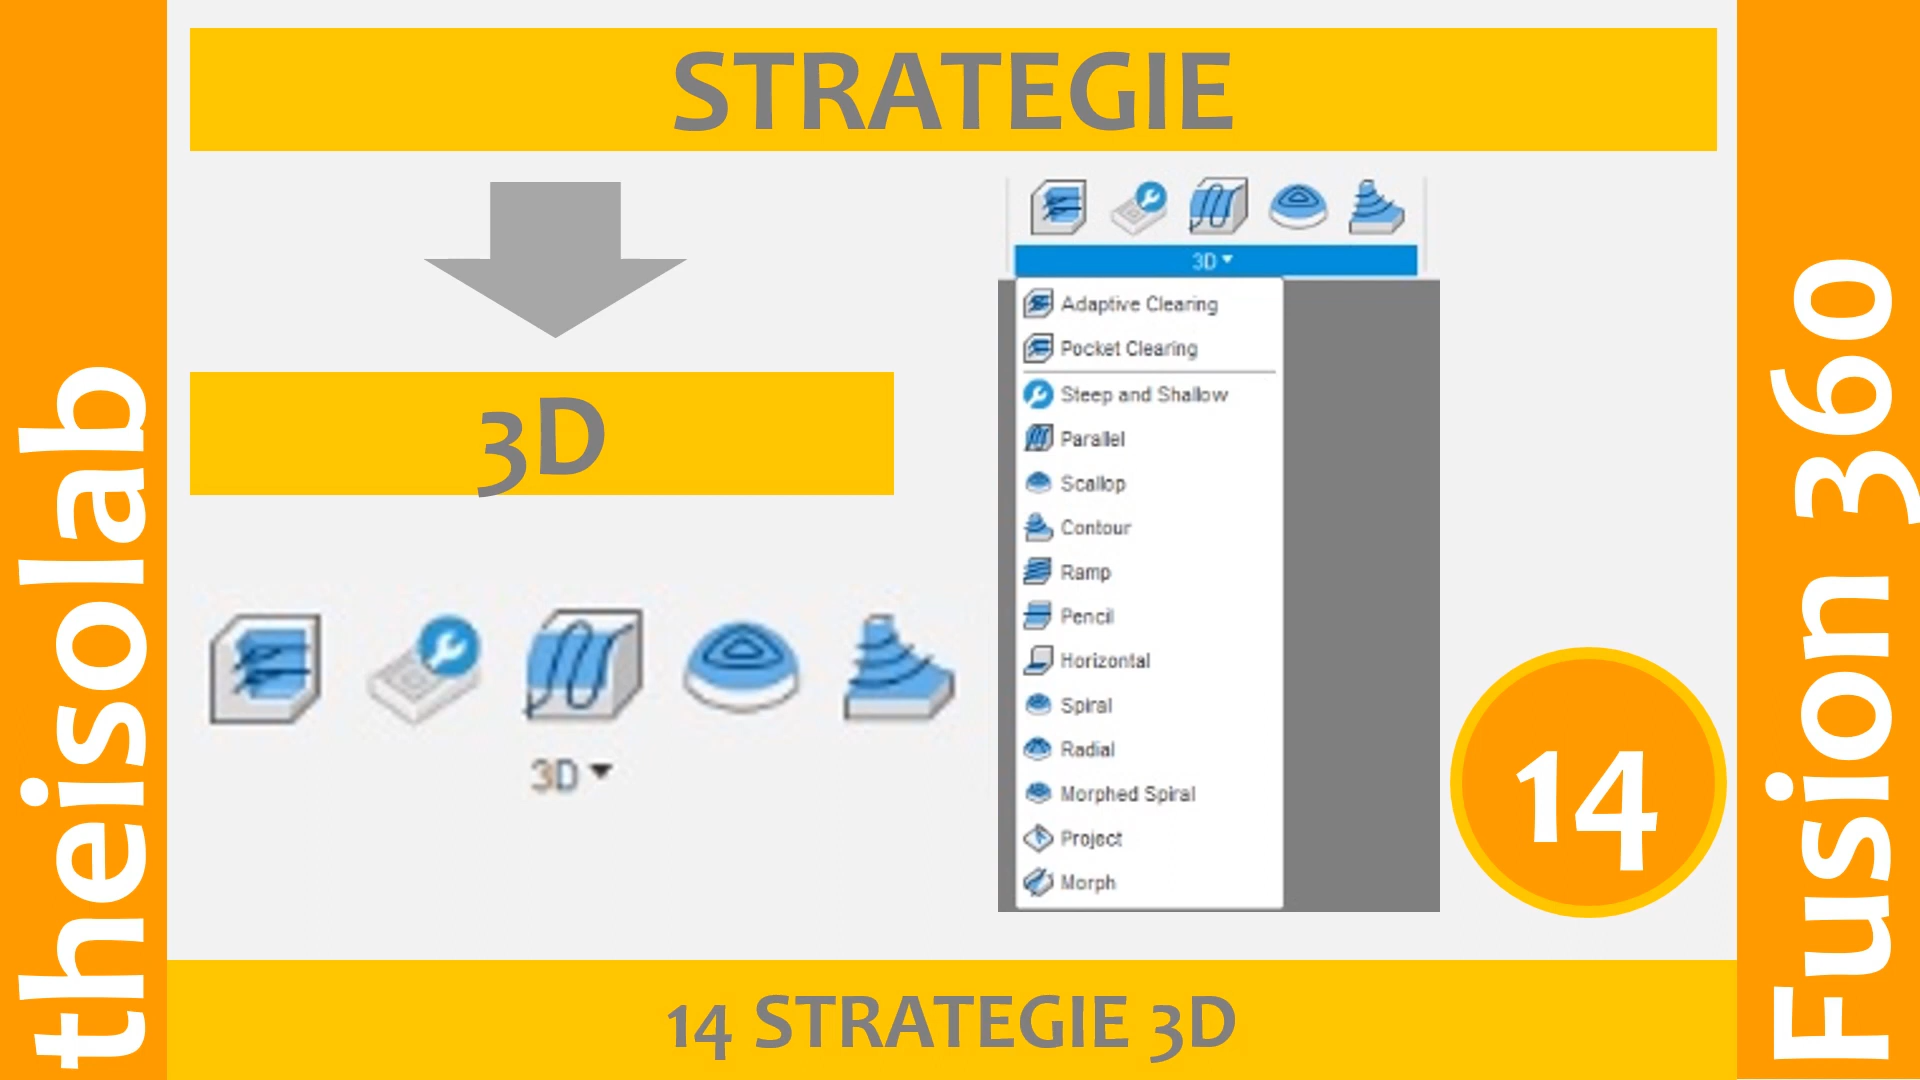 STRATEGIE
3D
3D
3D
Adaptive Clearing
Pocket Clearing
Steep and Shallow
Parallel
Scallop
Contour
Ramp
Pencil
Horizontal
Spiral
Radial
Morphed Spiral
Project
Morph
14
14 STRATEGIE 3D
theisolab
Fusion 360